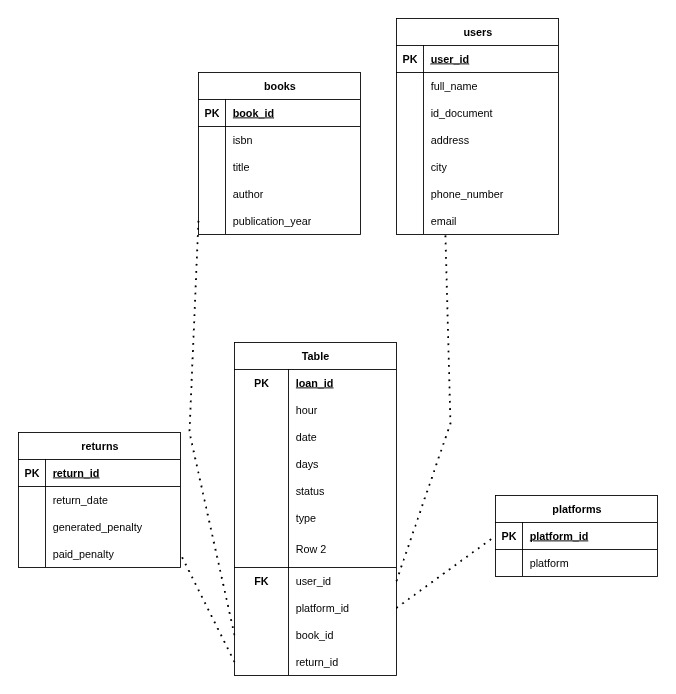 users
PK user_id
full_name
id_document
address
city
phone_number
email
books
PK book_id
isbn
title
author
publication_year
Table
PK loan_id
hour
date
days
status
type
Row 2
FK user_id
platform_id
book_id
return_id
returns
PK return_id
return_date
generated_penalty
paid_penalty
platforms
PK platform_id
platform